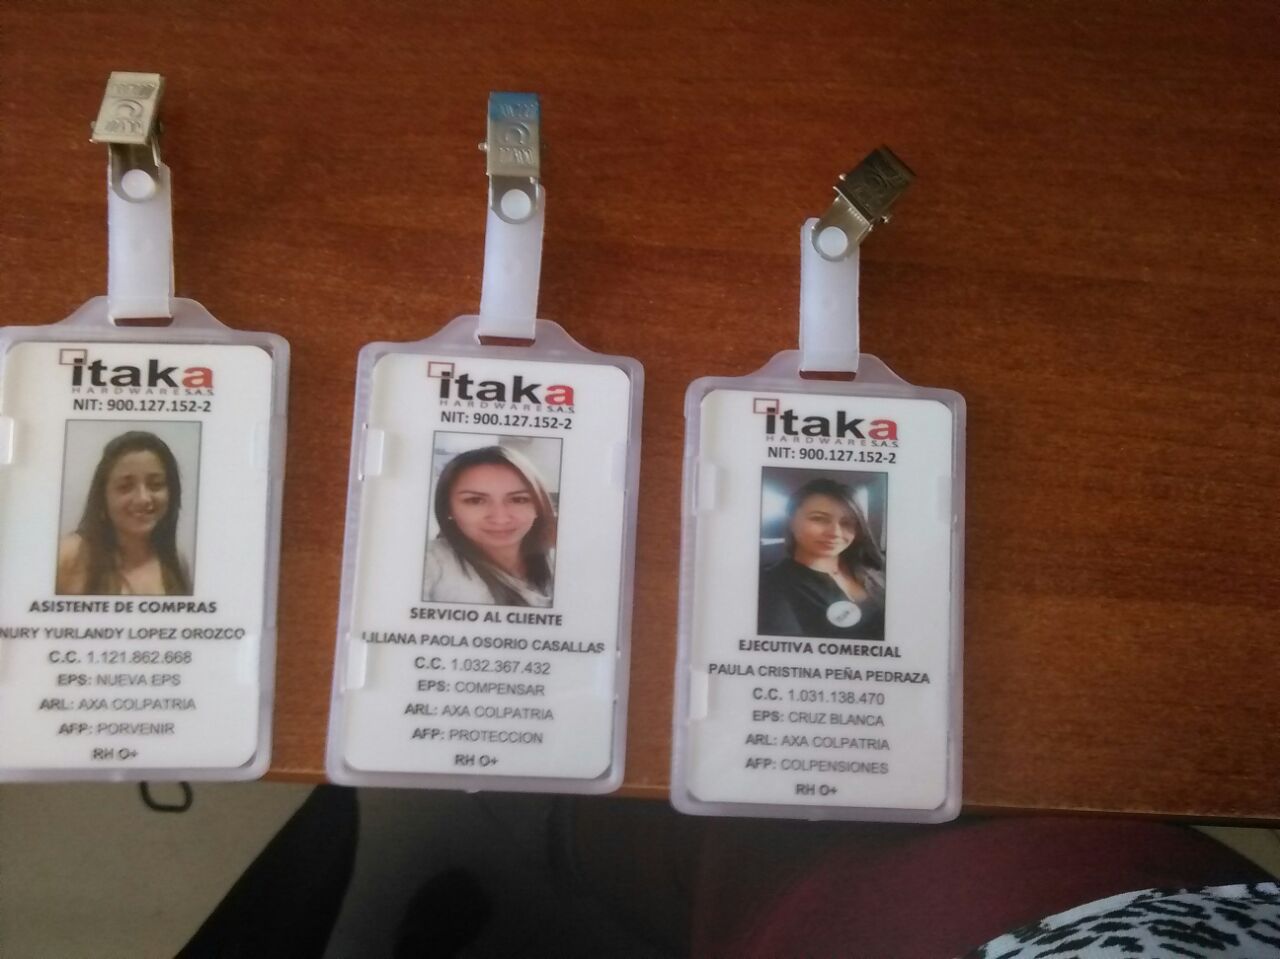 itaka
HARDWARE S.A.S.
NIT: 900.127.152-2
ASISTENTE DE COMPRAS
NURY YURLANDY LOPEZ OROZCO
C.C. 1.121.862.668
EPS: NUEVA EPS
ARL: AXA COLPATRIA
AFP: PORVENIR
RH O+
itaka
HARDWARE S.A.S.
NIT: 900.127.152-2
SERVICIO AL CLIENTE
LILIANA PAOLA OSORIO CASALLAS
C.C. 1.032.367.432
EPS: COMPENSAR
ARL: AXA COLPATRIA
AFP: PROTECCION
RH O+
itaka
HARDWARE S.A.S.
NIT: 900.127.152-2
EJECUTIVA COMERCIAL
PAULA CRISTINA PEÑA PEDRAZA
C.C. 1.031.138.470
EPS: CRUZ BLANCA
ARL: AXA COLPATRIA
AFP: COLPENSIONES
RH O+